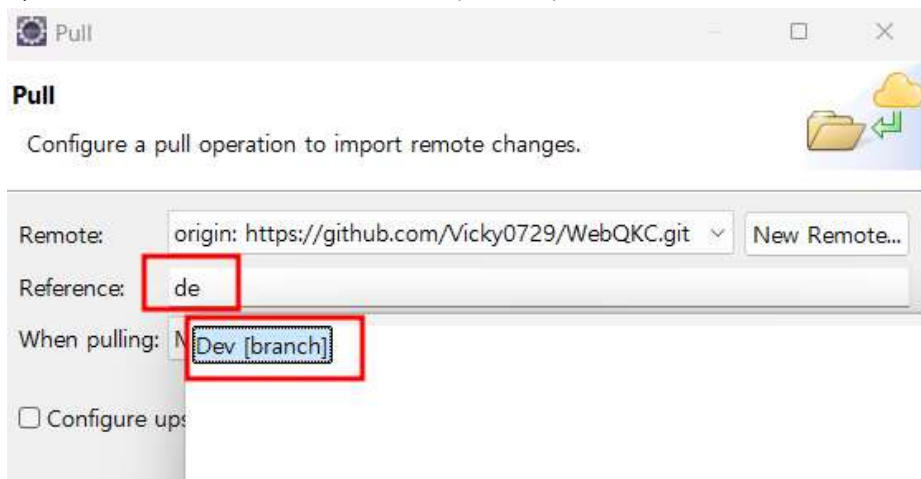 Pull
Pull
Configure a pull operation to import remote changes.
Remote: origin: https://github.com/Vicky0729/WebQKC.git New Remote...
Reference: de
When pulling: M
Dev [branch]
Configure ups